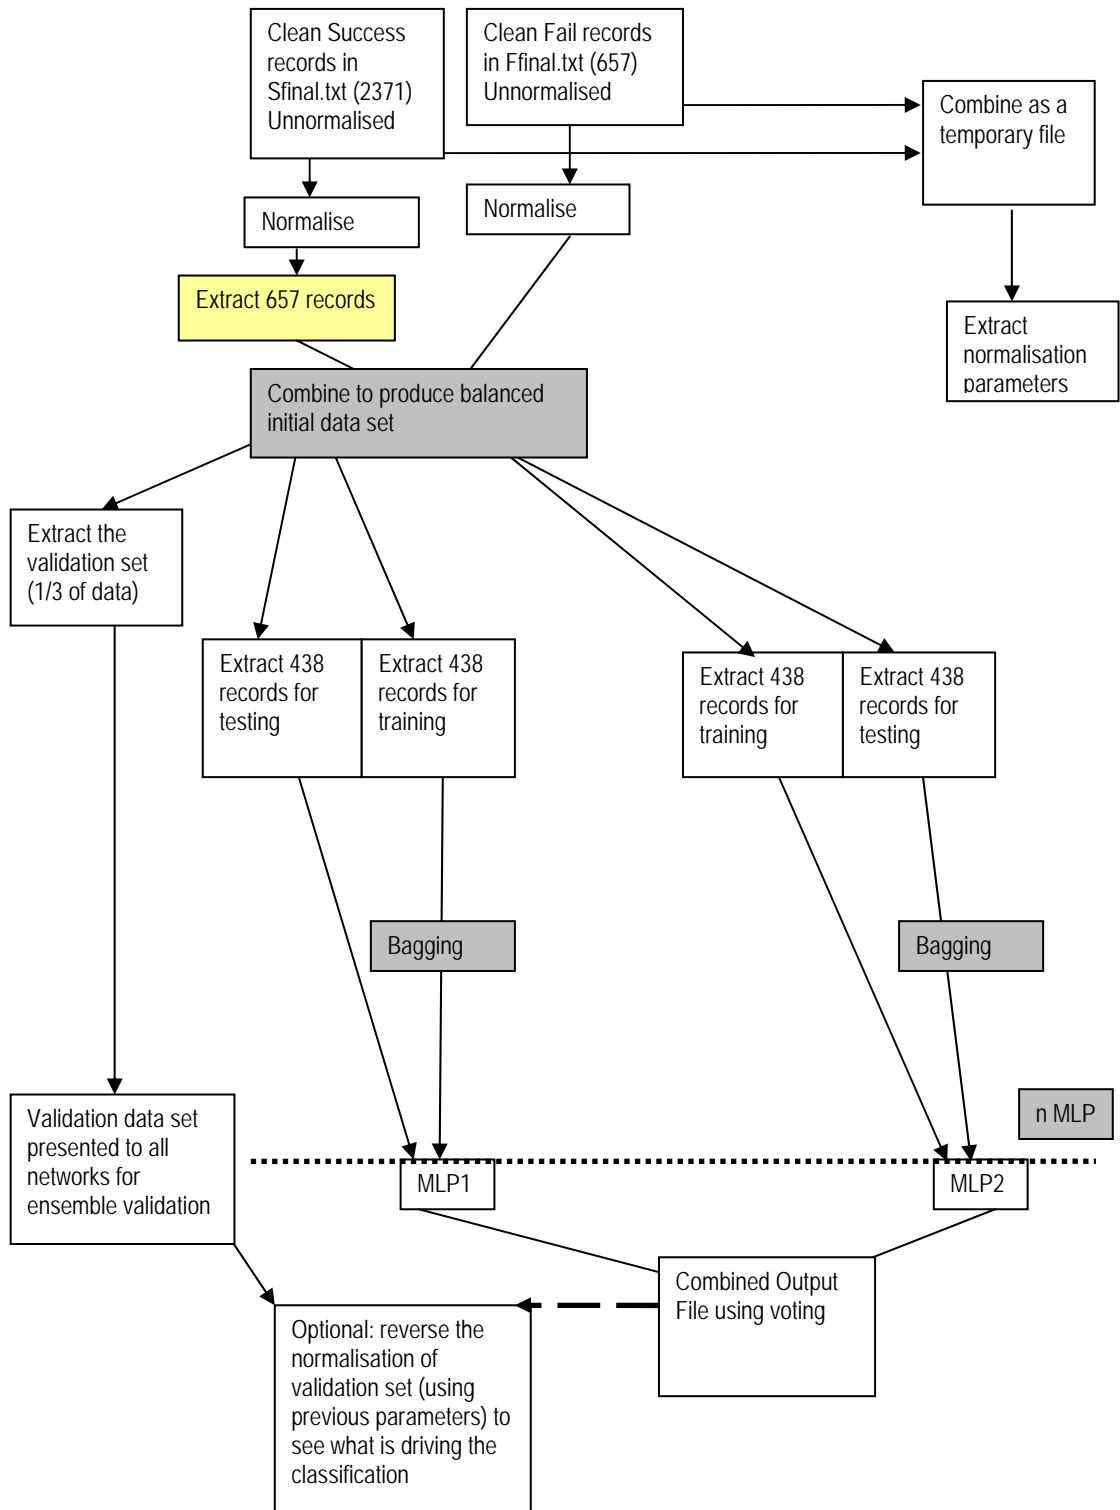 Clean Success
records in
Sfinal.txt (2371)
Unnormalised
Clean Fail records
in Ffinal.txt (657)
Unnormalised
Combine as a
temporary file
Normalise
Normalise
Extract 657 records
Extract
normalisation
parameters
Combine to produce balanced
initial data set
Extract the
validation set
(1/3 of data)
Extract 438
records for
testing
Extract 438
records for
training
Extract 438
records for
training
Extract 438
records for
testing
Bagging
Bagging
n MLP
Validation data set
presented to all
networks for
ensemble validation
MLP1
MLP2
Combined Output
File using voting
Optional: reverse the
normalisation of
validation set (using
previous parameters) to
see what is driving the
classification